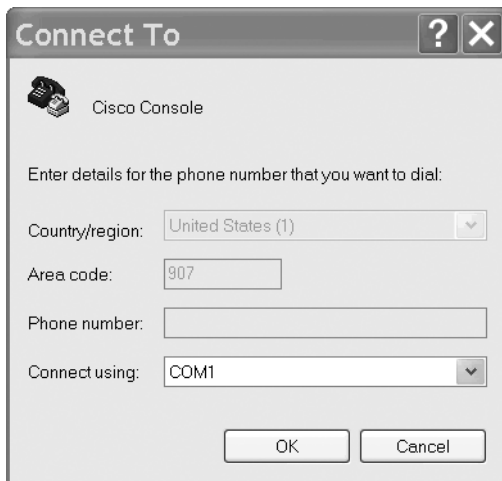 Connect To
Cisco Console
Enter details for the phone number that you want to dial:
Country/region: United States (1)
Area code: 907
Phone number:
Connect using: COM1
OK Cancel